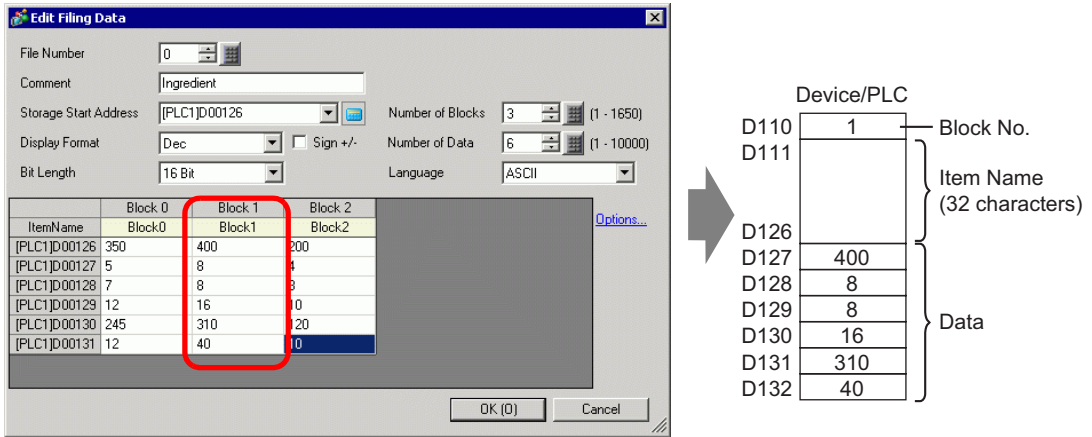 Edit Filing Data
File Number 0
Comment Ingredient
Storage Start Address [PLC1]D00126 Number of Blocks 3 (1 - 1650)
Display Format Dec Sign +/- Number of Data 6 (1 - 10000)
Bit Length 16 Bit Language ASCII
Block 0 Block 1 Block 2
ItemName Block0 Block1 Block2
[PLC1]D00126 350 400 200
[PLC1]D00127 5 8 4
[PLC1]D00128 7 8
[PLC1]D00129 12 16 10
[PLC1]D00130 245 310 120
[PLC1]D00131 12 40 10
Options...
OK (O) Cancel
Device/PLC
D110 1 Block No.
D111
Item Name
(32 characters)
D126
D127 400
D128 8
D129 8
Data
D130 16
D131 310
D132 40